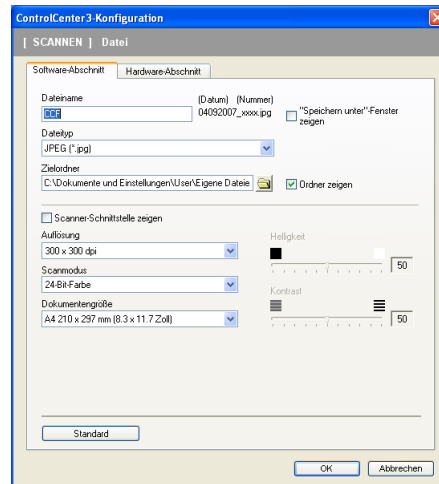 ControlCenter3-Konfiguration
[ SCANNEN ] Datei
Software-Abschnitt Hardware-Abschnitt
Dateiname (Datum) (Nummer)
CCF 04092007_xxxx.jpg "Speichern unter"-Fenster zeigen
Dateityp
JPEG (*.jpg)
Zielordner
C:\Dokumente und Einstellungen\User\Eigene Dateie Ordner zeigen
Scanner-Schnittstelle zeigen
Auflösung Helligkeit
300 x 300 dpi 50
Scanmodus
24-Bit-Farbe Kontrast
Dokumentengröße
A4 210 x 297 mm (8.3 x 11.7 Zoll) 50
Standard
OK Abbrechen